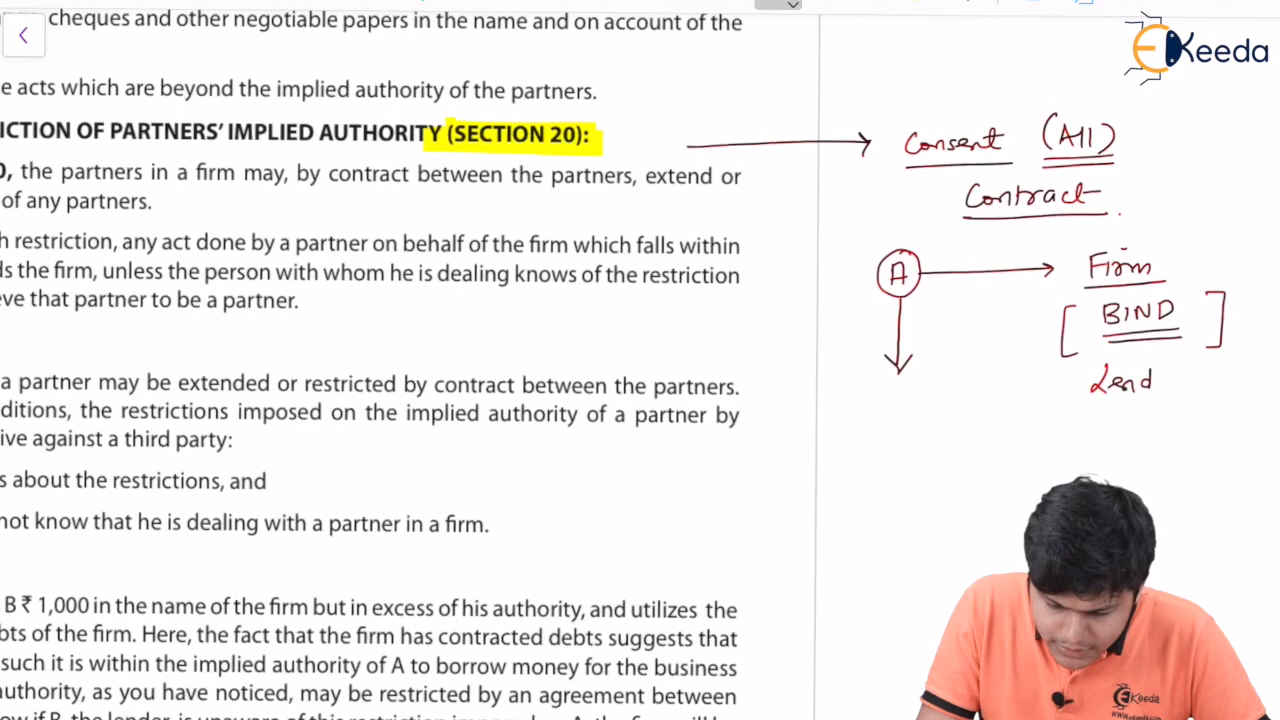 cheques and other negotiable papers in the name and on account of the
e acts which are beyond the implied authority of the partners.
ICTION OF PARTNERS' IMPLIED AUTHORITY (SECTION 20):
0, the partners in a firm may, by contract between the partners, extend or
of any partners.
h restriction, any act done by a partner on behalf of the firm which falls within
ds the firm, unless the person with whom he is dealing knows of the restriction
eve that partner to be a partner.
a partner may be extended or restricted by contract between the partners.
ditions, the restrictions imposed on the implied authority of a partner by
ive against a third party:
s about the restrictions, and
not know that he is dealing with a partner in a firm.
B ₹ 1,000 in the name of the firm but in excess of his authority, and utilizes the
bts of the firm. Here, the fact that the firm has contracted debts suggests that
such it is within the implied authority of A to borrow money for the business
authority, as you have noticed, may be restricted by an agreement between
Ekeeda
Consent (All)
Contract
A
Firm
[ BIND ]
Lend
Ekeeda